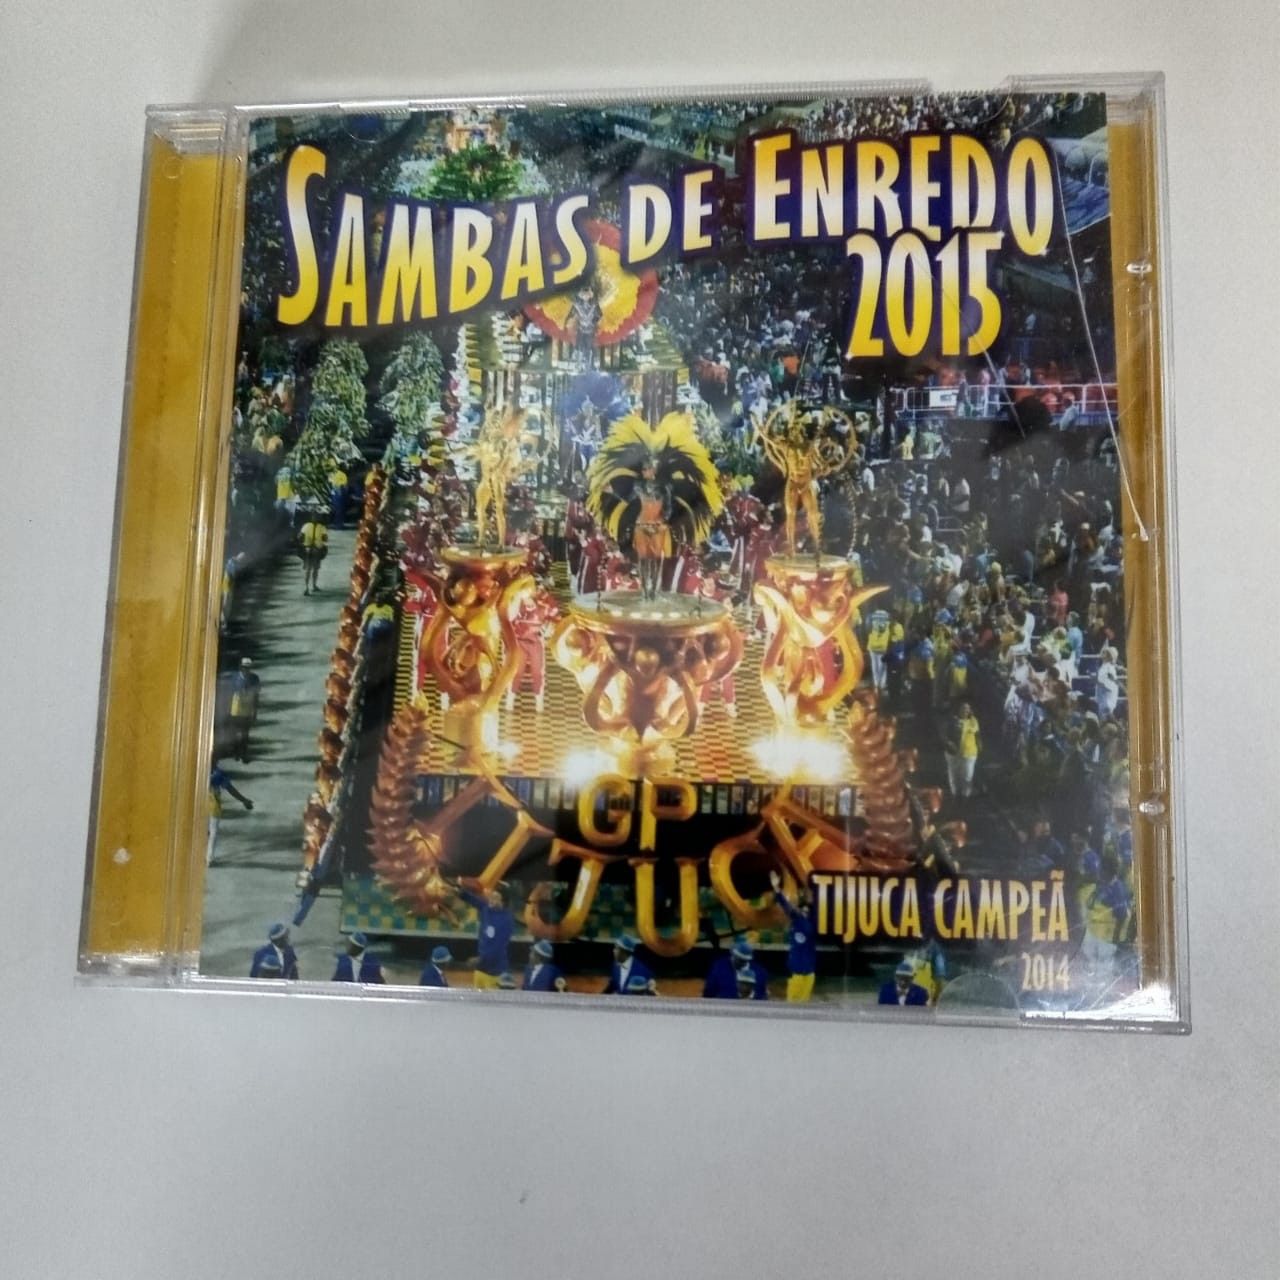 SAMBAS DE ENREDO
2015
GP
TIJUCA
TIJUCA CAMPEÃ
2014